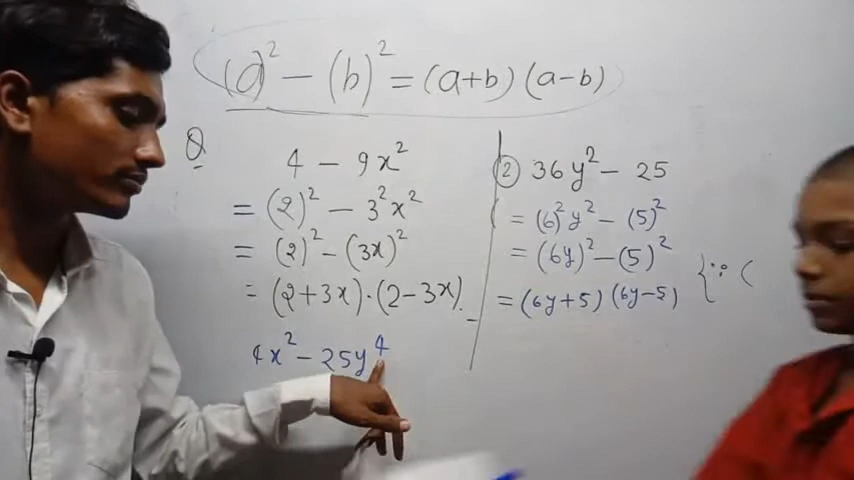 (a)² − (b)² = (a+b) (a-b)
Q 4 − 9x²
= (2)² − 3²x²
= (2)² − (3x)²
= (2+3x)·(2−3x).
4x² − 25y⁴
② 36y² − 25
= (6)²y² − (5)²
= (6y)² − (5)²
= (6y+5) (6y−5) {∵ (